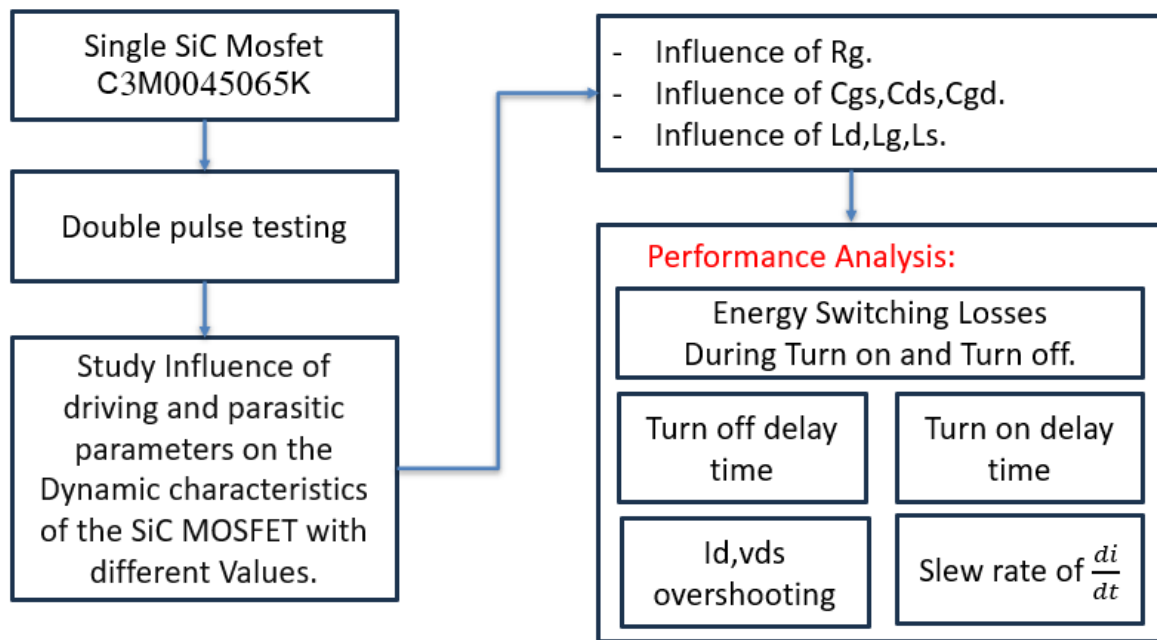 Single SiC Mosfet
C3M0045065K
Double pulse testing
Study Influence of
driving and parasitic
parameters on the
Dynamic characteristics
of the SiC MOSFET with
different Values.
- Influence of Rg.
- Influence of Cgs,Cds,Cgd.
- Influence of Ld,Lg,Ls.
Performance Analysis:
Energy Switching Losses
During Turn on and Turn off.
Turn off delay
time
Turn on delay
time
Id,vds
overshooting
Slew rate of di/dt